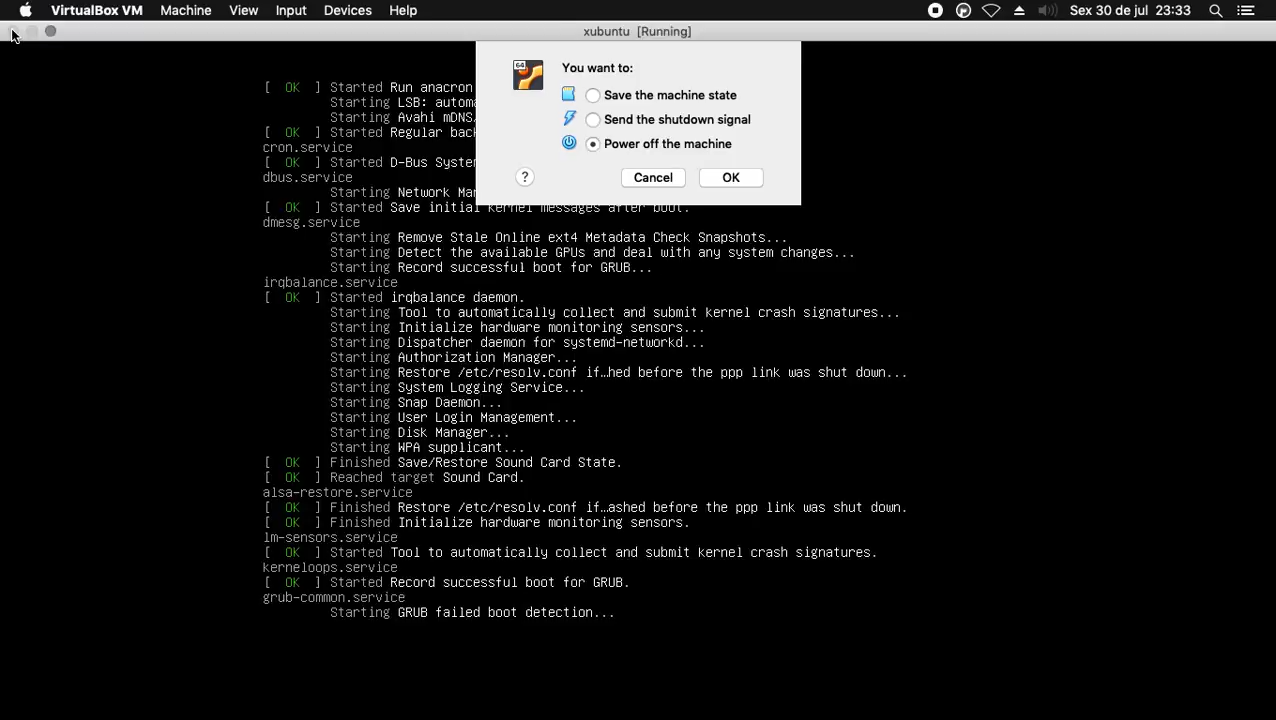 VirtualBox VM Machine View Input Devices Help Sex 30 de jul 23:33
xubuntu [Running]
64
You want to:
Save the machine state
Send the shutdown signal
Power off the machine
? Cancel OK
[ OK ] Started Run anacron
Starting LSB: autom
Starting Avahi mDNS
[ OK ] Started Regular bac
cron.service
[ OK ] Started D-Bus System
dbus.service
Starting Network Ma
[ OK ] Started Save initial kernel messages after boot.
dmesg.service
Starting Remove Stale Online ext4 Metadata Check Snapshots...
Starting Detect the available GPUs and deal with any system changes...
Starting Record successful boot for GRUB...
irqbalance.service
[ OK ] Started irqbalance daemon.
Starting Tool to automatically collect and submit kernel crash signatures...
Starting Initialize hardware monitoring sensors...
Starting Dispatcher daemon for systemd-networkd...
Starting Authorization Manager...
Starting Restore /etc/resolv.conf if…hed before the ppp link was shut down...
Starting System Logging Service...
Starting Snap Daemon...
Starting User Login Management...
Starting Disk Manager...
Starting WPA supplicant...
[ OK ] Finished Save/Restore Sound Card State.
[ OK ] Reached target Sound Card.
alsa-restore.service
[ OK ] Finished Restore /etc/resolv.conf if…ashed before the ppp link was shut down.
[ OK ] Finished Initialize hardware monitoring sensors.
lm-sensors.service
[ OK ] Started Tool to automatically collect and submit kernel crash signatures.
kerneloops.service
[ OK ] Started Record successful boot for GRUB.
grub-common.service
Starting GRUB failed boot detection...